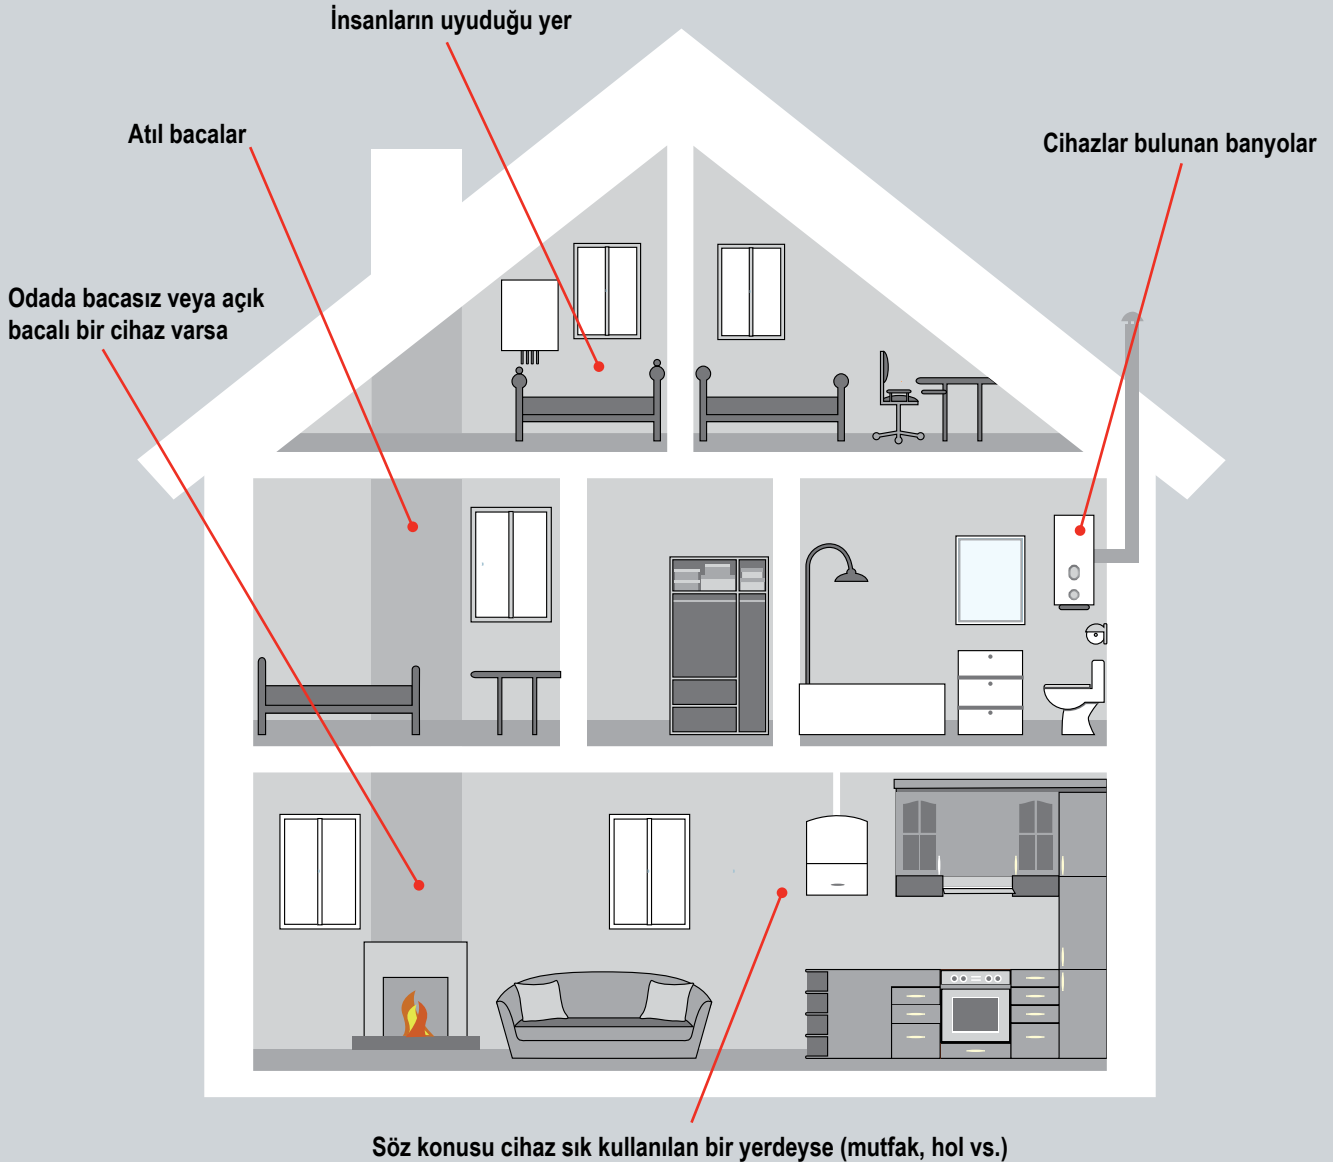 İnsanların uyuduğu yer
Atıl bacalar
Cihazlar bulunan banyolar
Odada bacasız veya açık
bacalı bir cihaz varsa
Söz konusu cihaz sık kullanılan bir yerdeyse (mutfak, hol vs.)